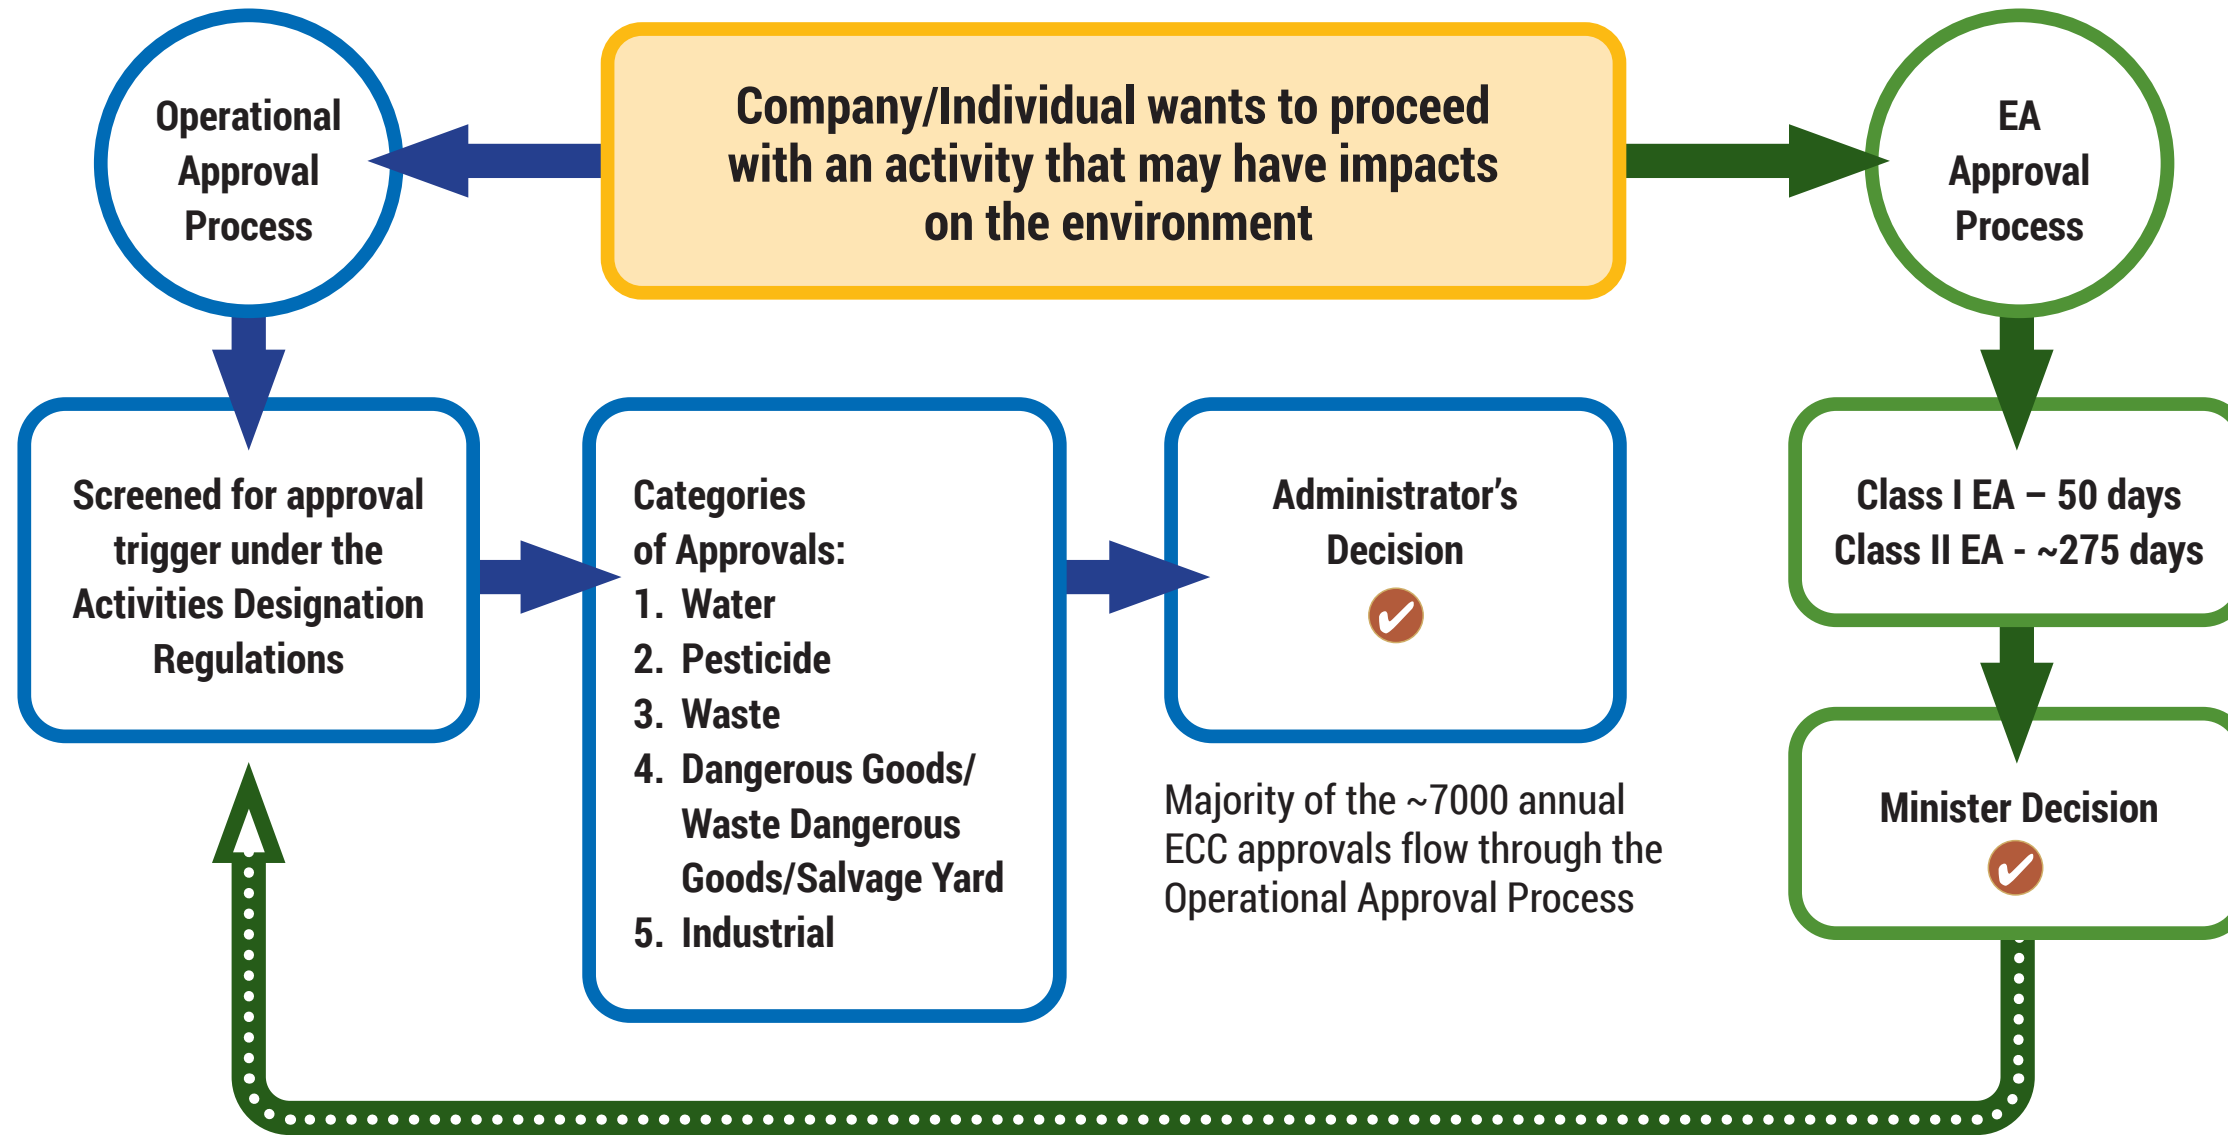 Operational
Approval
Process
Company/Individual wants to proceed
with an activity that may have impacts
on the environment
EA
Approval
Process
Screened for approval
trigger under the
Activities Designation
Regulations
Categories
of Approvals:
1. Water
2. Pesticide
3. Waste
4. Dangerous Goods/
Waste Dangerous
Goods/Salvage Yard
5. Industrial
Administrator’s
Decision
Majority of the ~7000 annual
ECC approvals flow through the
Operational Approval Process
Class I EA – 50 days
Class II EA - ~275 days
Minister Decision